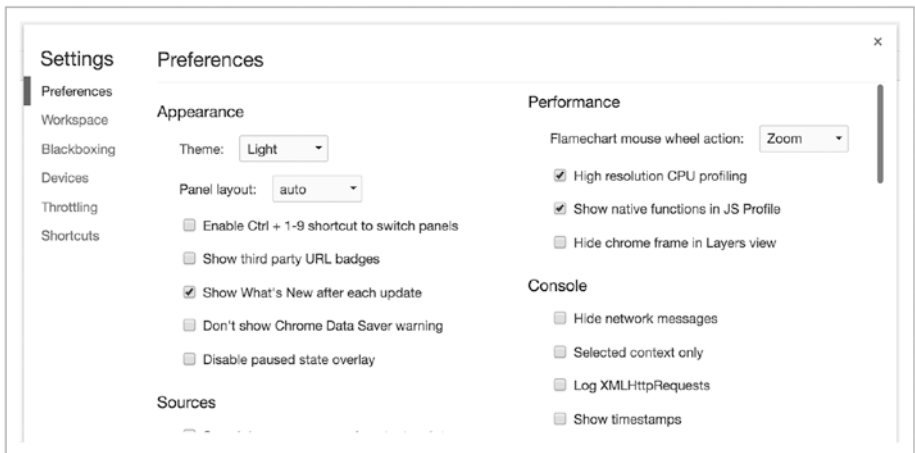 Settings
Preferences
Workspace
Blackboxing
Devices
Throttling
Shortcuts
Preferences
Appearance
Theme: Light
Panel layout: auto
Enable Ctrl + 1-9 shortcut to switch panels
Show third party URL badges
Show What's New after each update
Don't show Chrome Data Saver warning
Disable paused state overlay
Sources
Performance
Flamechart mouse wheel action: Zoom
High resolution CPU profiling
Show native functions in JS Profile
Hide chrome frame in Layers view
Console
Hide network messages
Selected context only
Log XMLHttpRequests
Show timestamps